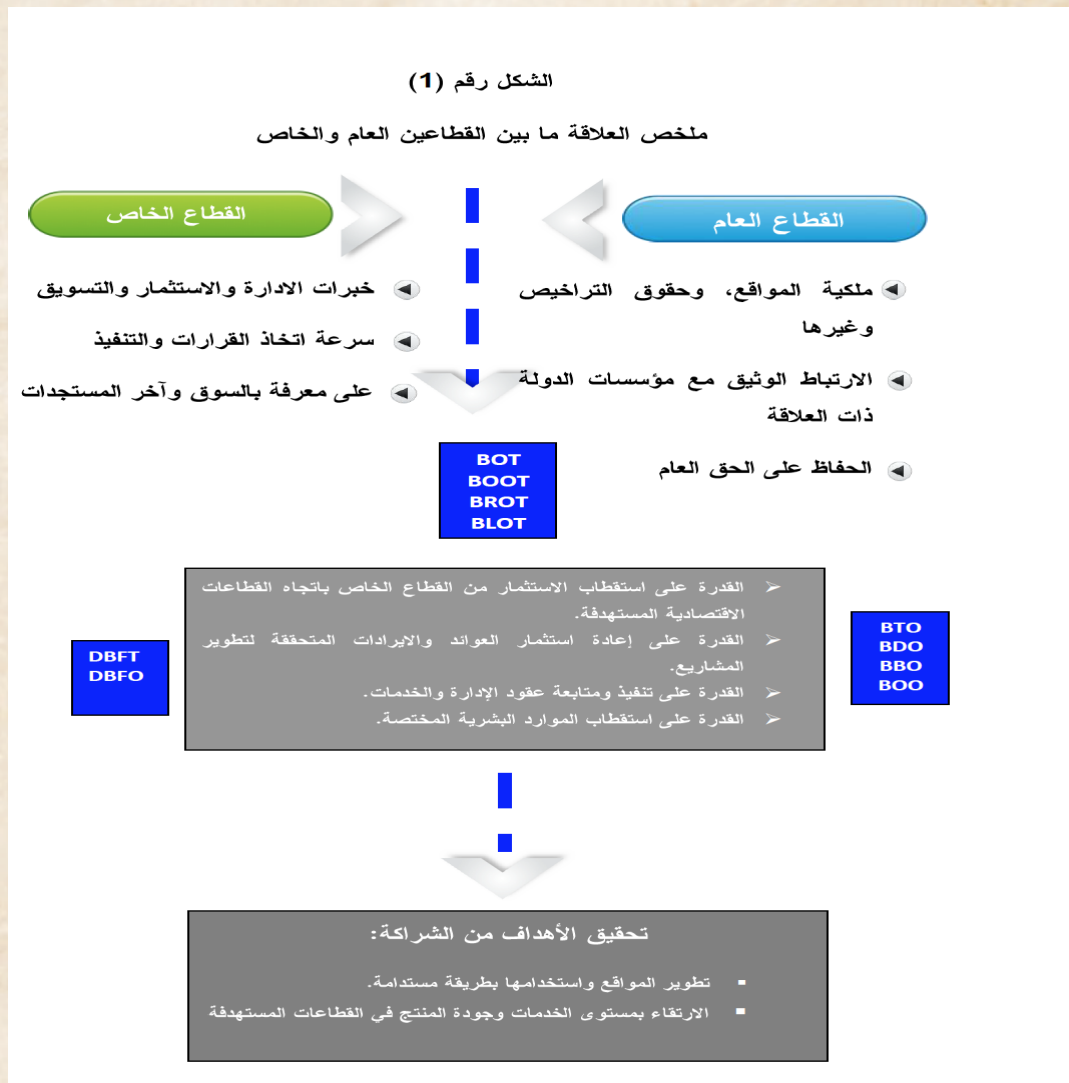 الشكل رقم (1)
ملخص العلاقة ما بين القطاعين العام والخاص
القطاع العام
ملكية المواقع، وحقوق التراخيص
وغيرها
الارتباط الوثيق مع مؤسسات الدولة
ذات العلاقة
الحفاظ على الحق العام
القطاع الخاص
خبرات الادارة والاستثمار والتسويق
سرعة اتخاذ القرارات والتنفيذ
على معرفة بالسوق وآخر المستجدات
BOT
BOOT
BROT
BLOT
BTO
BDO
BBO
BOO
القدرة على استقطاب الاستثمار من القطاع الخاص باتجاه القطاعات
الاقتصادية المستهدفة.
القدرة على إعادة استثمار العوائد والايرادات المتحققة لتطوير
المشاريع.
القدرة على تنفيذ ومتابعة عقود الإدارة والخدمات.
القدرة على استقطاب الموارد البشرية المختصة.
DBFT
DBFO
تحقيق الأهداف من الشراكة:
تطوير المواقع واستخدامها بطريقة مستدامة.
الارتقاء بمستوى الخدمات وجودة المنتج في القطاعات المستهدفة